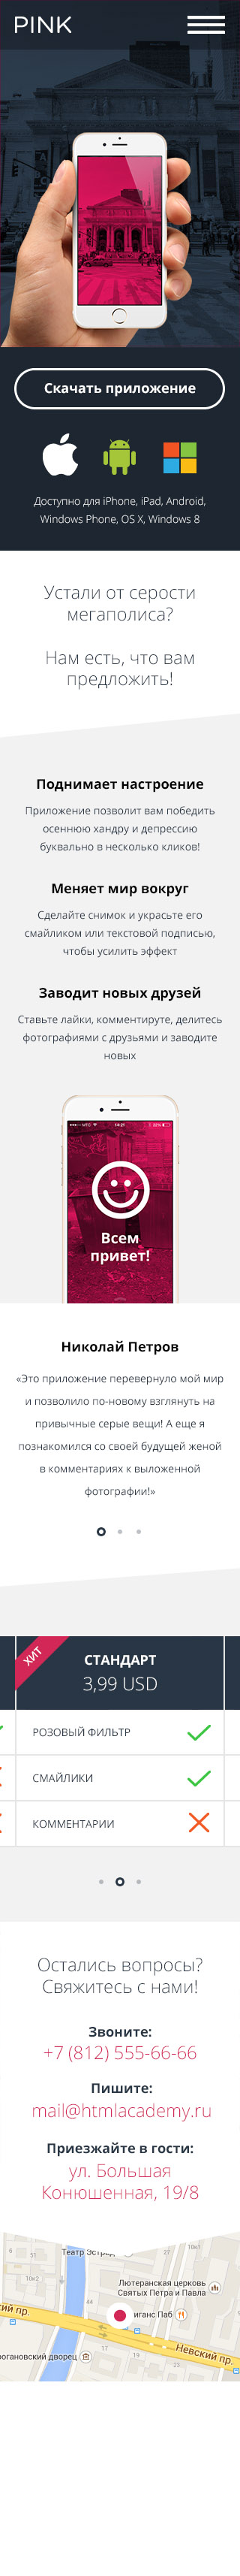 PINK
Скачать приложение
Доступно для iPhone, iPad, Android,
Windows Phone, OS X, Windows 8
Устали от серости
мегаполиса?
Нам есть, что вам
предложить!
Поднимает настроение
Приложение позволит вам победить
осеннюю хандру и депрессию
буквально в несколько кликов!
Меняет мир вокруг
Сделайте снимок и украсьте его
смайликом или текстовой подписью,
чтобы усилить эффект
Заводит новых друзей
Ставьте лайки, комментируте, делитесь
фотографиями с друзьями и заводите
новых
Всем
привет!
Николай Петров
«Это приложение перевернуло мой мир
и позволило по-новому взглянуть на
привычные серые вещи! А еще я
познакомился со своей будущей женой
в комментариях к выложенной
фотографии!»
ХИТ
СТАНДАРТ
3,99 USD
РОЗОВЫЙ ФИЛЬТР
СМАЙЛИКИ
КОММЕНТАРИИ
Остались вопросы?
Свяжитесь с нами!
Звоните:
+7 (812) 555-66-66
Пишите:
mail@htmlacademy.ru
Приезжайте в гости:
ул. Большая
Конюшенная, 19/8
Театр Эстрад
Лютеранская церковь
Святых Петра и Павла
иганс Паб
ий пр.
Невский пр.
рогановский дворец